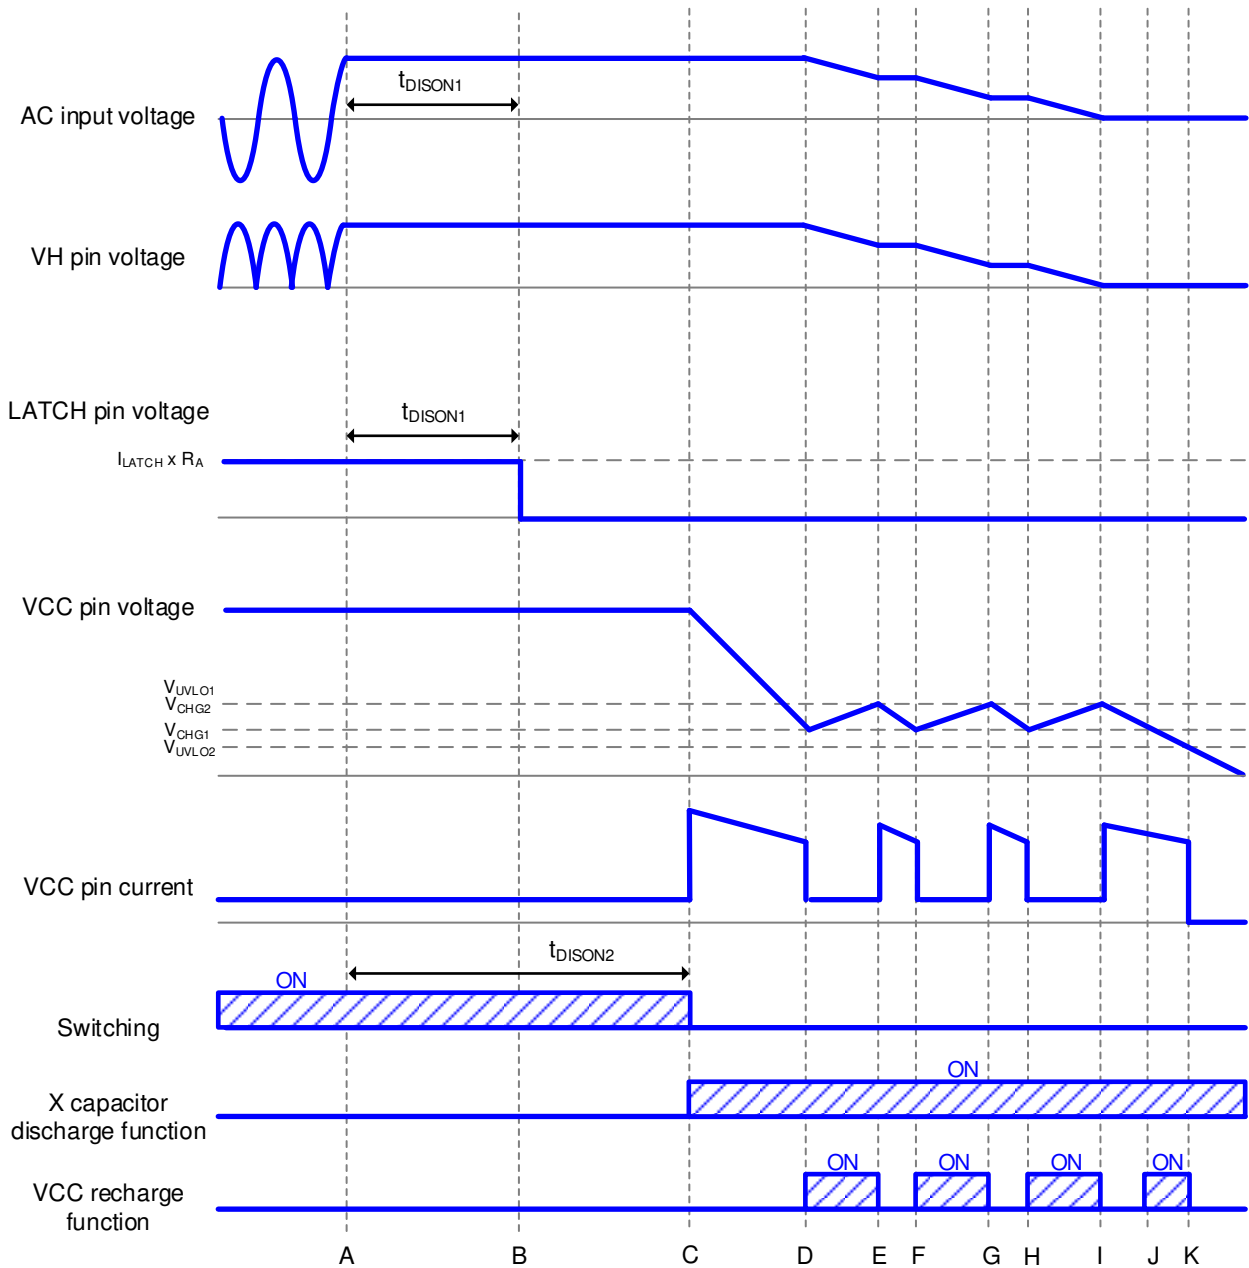 AC input voltage
tDISON1
VH pin voltage
LATCH pin voltage
tDISON1
ILATCH x RA
VCC pin voltage
VUVLO1
VCHG2
VCHG1
VUVLO2
VCC pin current
tDISON2
ON
Switching
ON
X capacitor
discharge function
ON ON ON ON
VCC recharge
function
A B C D E F G H I J K